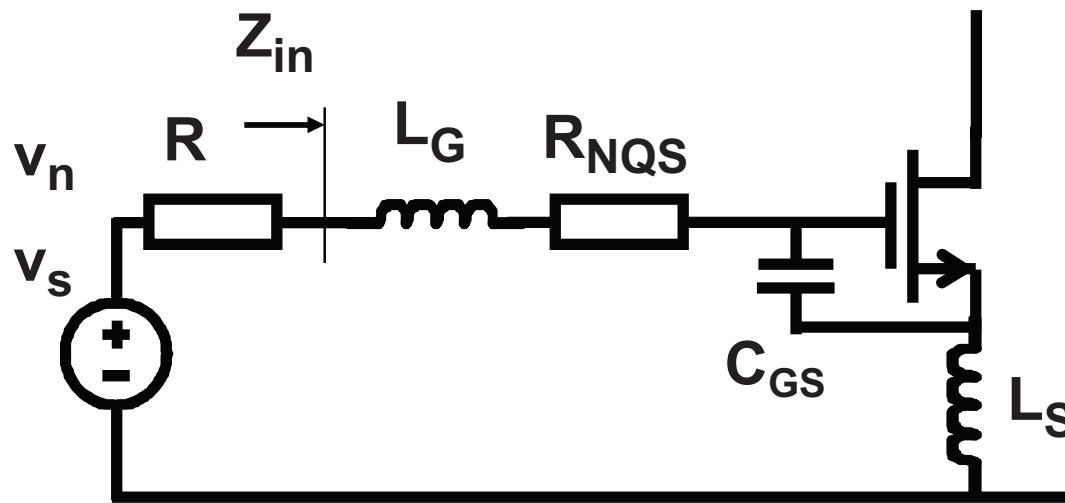 Z_in
R
L_G
R_NQS
v_n
v_s
+
-
C_GS
L_S